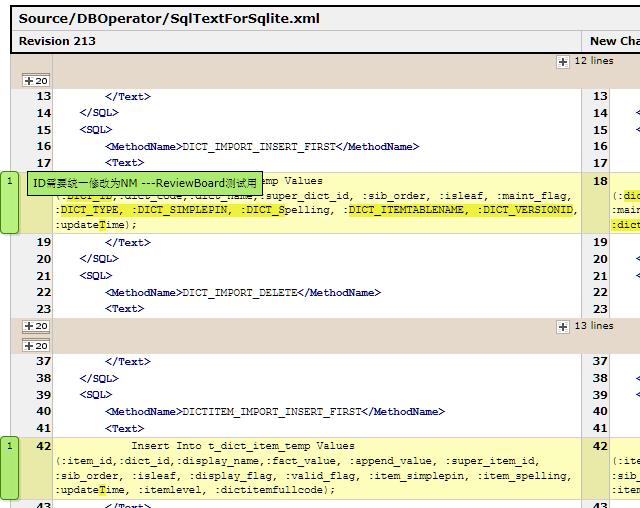 Source/DBOperator/SqlTextForSqlite.xml
Revision 213 New Cha
12 lines
20
13 </Text> 13
14 </SQL> 14
15 <SQL> 15
16 <MethodName>DICT_IMPORT_INSERT_FIRST</MethodName> 16
17 <Text> 17
1 ID需要统一修改为NM ---ReviewBoard测试用 emp Values 18
(:DICT_ID,:dict_code,:dict_name,:super_dict_id, :sib_order, :isleaf, :maint_flag, (:dic
:DICT_TYPE, :DICT_SIMPLEPIN, :DICT_Spelling, :DICT_ITEMTABLENAME, :DICT_VERSIONID, :main
:updateTime); :dict
19 </Text> 19
20 </SQL> 20
21 <SQL> 21
22 <MethodName>DICT_IMPORT_DELETE</MethodName> 22
23 <Text> 23
20 13 lines
20
37 </Text> 37
38 </SQL> 38
39 <SQL> 39
40 <MethodName>DICTITEM_IMPORT_INSERT_FIRST</MethodName> 40
41 <Text> 41
1 42 Insert Into t_dict_item_temp Values 42
(:item_id,:dict_id,:display_name,:fact_value, :append_value, :super_item_id, (:ite
:sib_order, :isleaf, :display_flag, :valid_flag, :item_simplepin, :item_spelling, :sib_
:updateTime, :itemlevel, :dictitemfullcode); :item
43 </Text> 43